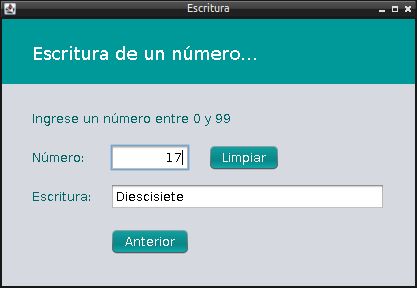 Escritura
Escritura de un número...
Ingrese un número entre 0 y 99
Número: 17 Limpiar
Escritura: Diescisiete
Anterior